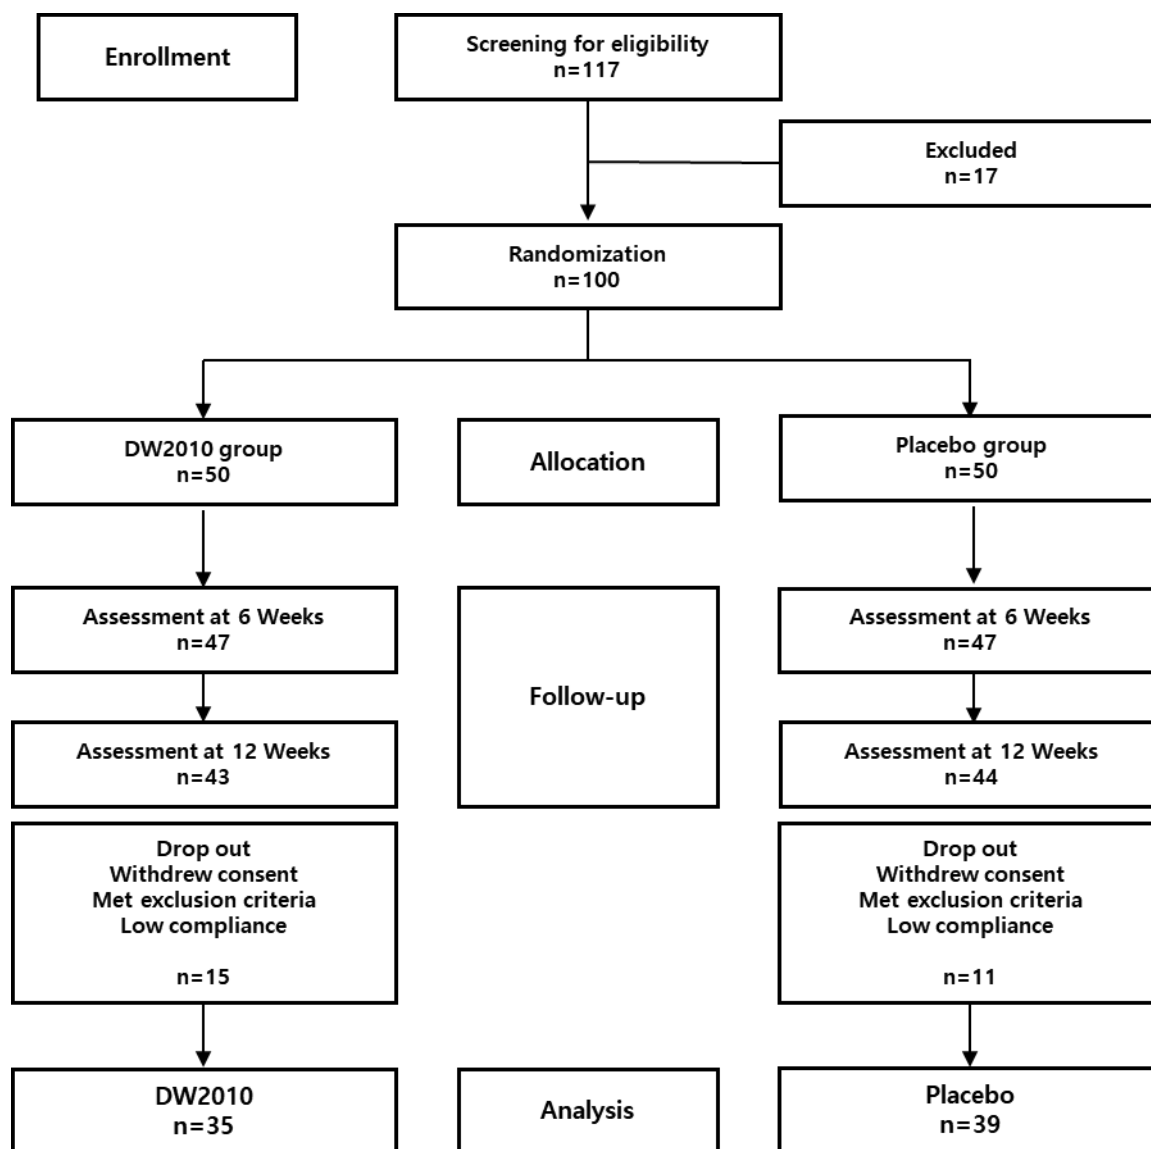 Enrollment
Screening for eligibility
n=117
Excluded
n=17
Randomization
n=100
DW2010 group
n=50
Allocation
Placebo group
n=50
Assessment at 6 Weeks
n=47
Follow-up
Assessment at 6 Weeks
n=47
Assessment at 12 Weeks
n=43
Assessment at 12 Weeks
n=44
Drop out
Withdrew consent
Met exclusion criteria
Low compliance
n=15
Drop out
Withdrew consent
Met exclusion criteria
Low compliance
n=11
DW2010
n=35
Analysis
Placebo
n=39